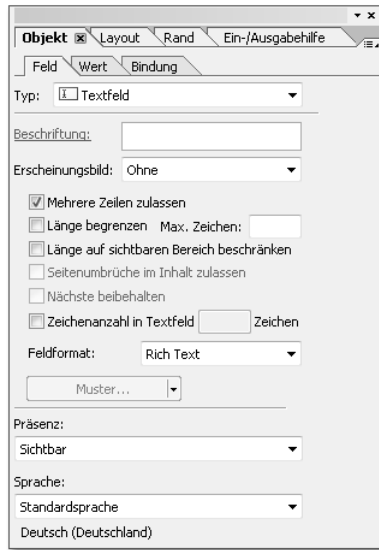 Objekt Layout Rand Ein-/Ausgabehilfe
Feld Wert Bindung
Typ: Textfeld
Beschriftung:
Erscheinungsbild: Ohne
Mehrere Zeilen zulassen
Länge begrenzen Max. Zeichen:
Länge auf sichtbaren Bereich beschränken
Seitenumbrüche im Inhalt zulassen
Nächste beibehalten
Zeichenanzahl in Textfeld Zeichen
Feldformat: Rich Text
Muster...
Präsenz:
Sichtbar
Sprache:
Standardsprache
Deutsch (Deutschland)